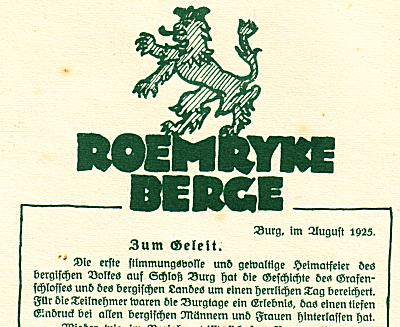 ROEMRYKE
BERGE
Burg, im August 1925.
Zum Geleit.
Die erste stimmungsvolle und gewaltige Heimatfeier des
bergischen Volkes auf Schloß Burg hat die Geschichte des Grafen-
schlosses und des bergischen Landes um einen herrlichen Tag bereichert.
Für die Teilnehmer waren die Burgtage ein Erlebnis, das einen tiefen
Eindruck bei allen bergischen Männern und Frauen hinterlassen hat.